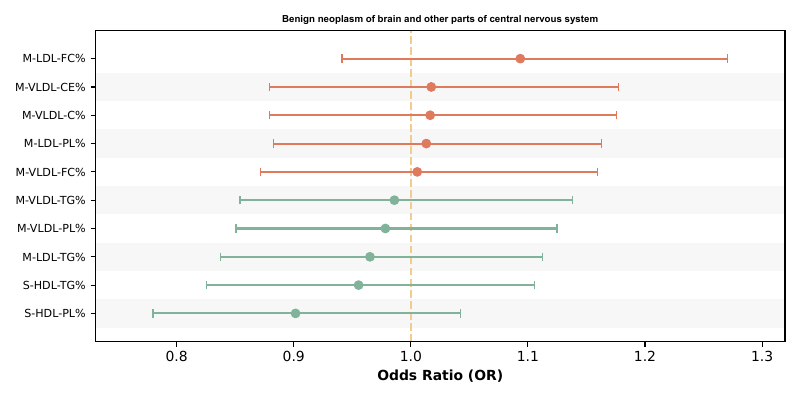 Benign neoplasm of brain and other parts of central nervous system
M-LDL-FC%
M-VLDL-CE%
M-VLDL-C%
M-LDL-PL%
M-VLDL-FC%
M-VLDL-TG%
M-VLDL-PL%
M-LDL-TG%
S-HDL-TG%
S-HDL-PL%
0.8 0.9 1.0 1.1 1.2 1.3
Odds Ratio (OR)